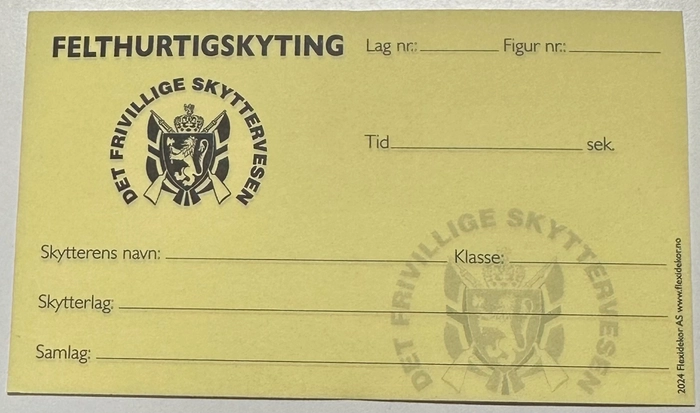 FELTHURTIGSKYTING
Lag nr.: Figur nr.:
DET FRIVILLIGE SKYTTERVESEN
Tid sek.
Skytterens navn: Klasse:
Skytterlag:
Samlag:
DET FRIVILLIGE SKYTTERVESEN
2024 Flexidekor AS www.flexidekor.no